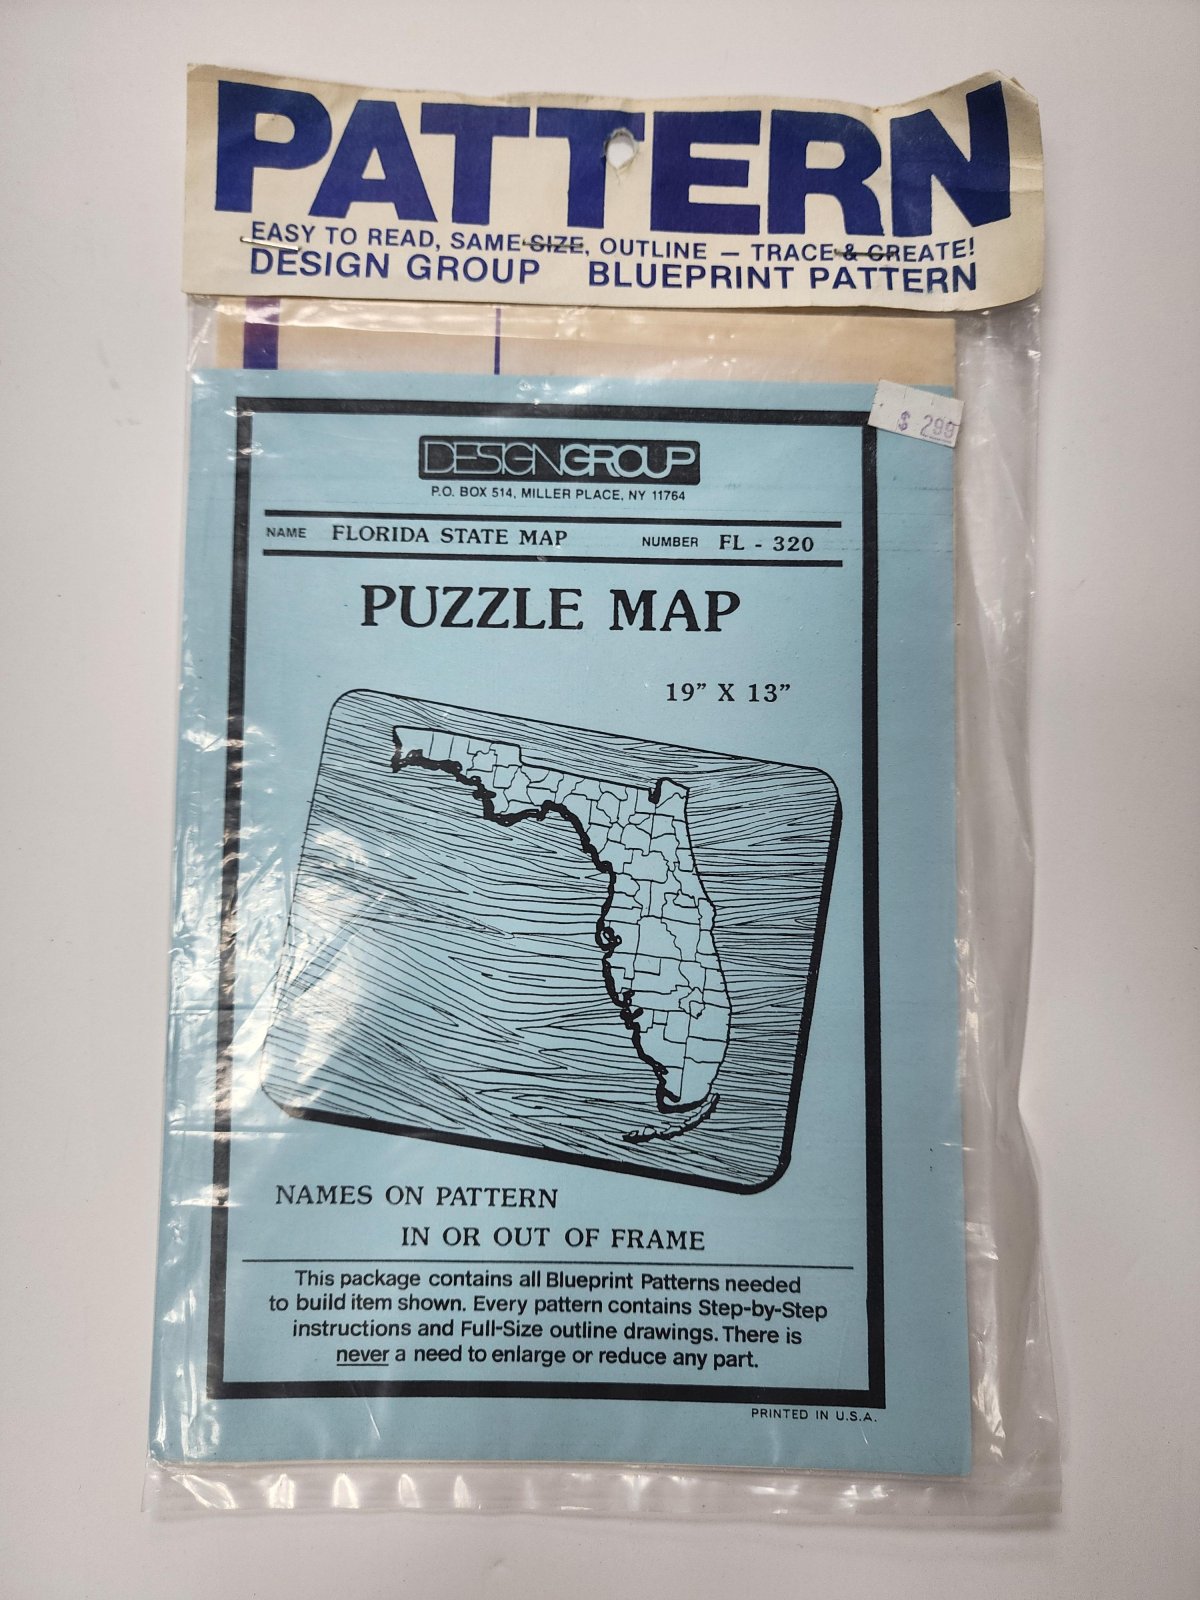 PATTERN
EASY TO READ, SAME SIZE, OUTLINE — TRACE & CREATE!
DESIGN GROUP BLUEPRINT PATTERN
$ 299
DESIGNGROUP
P.O. BOX 514, MILLER PLACE, NY 11764
NAME FLORIDA STATE MAP NUMBER FL - 320
PUZZLE MAP
19” X 13”
NAMES ON PATTERN
IN OR OUT OF FRAME
This package contains all Blueprint Patterns needed
to build item shown. Every pattern contains Step-by-Step
instructions and Full-Size outline drawings. There is
never a need to enlarge or reduce any part.
PRINTED IN U.S.A.